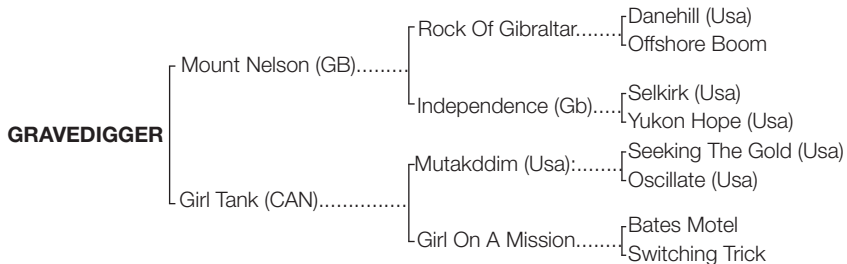 Rock Of Gibraltar........
Danehill (Usa)
Offshore Boom
Mount Nelson (GB).........
Independence (Gb).....
Selkirk (Usa)
Yukon Hope (Usa)
GRAVEDIGGER
Mutakddim (Usa):........
Seeking The Gold (Usa)
Oscillate (Usa)
Girl Tank (CAN)...............
Girl On A Mission........
Bates Motel
Switching Trick